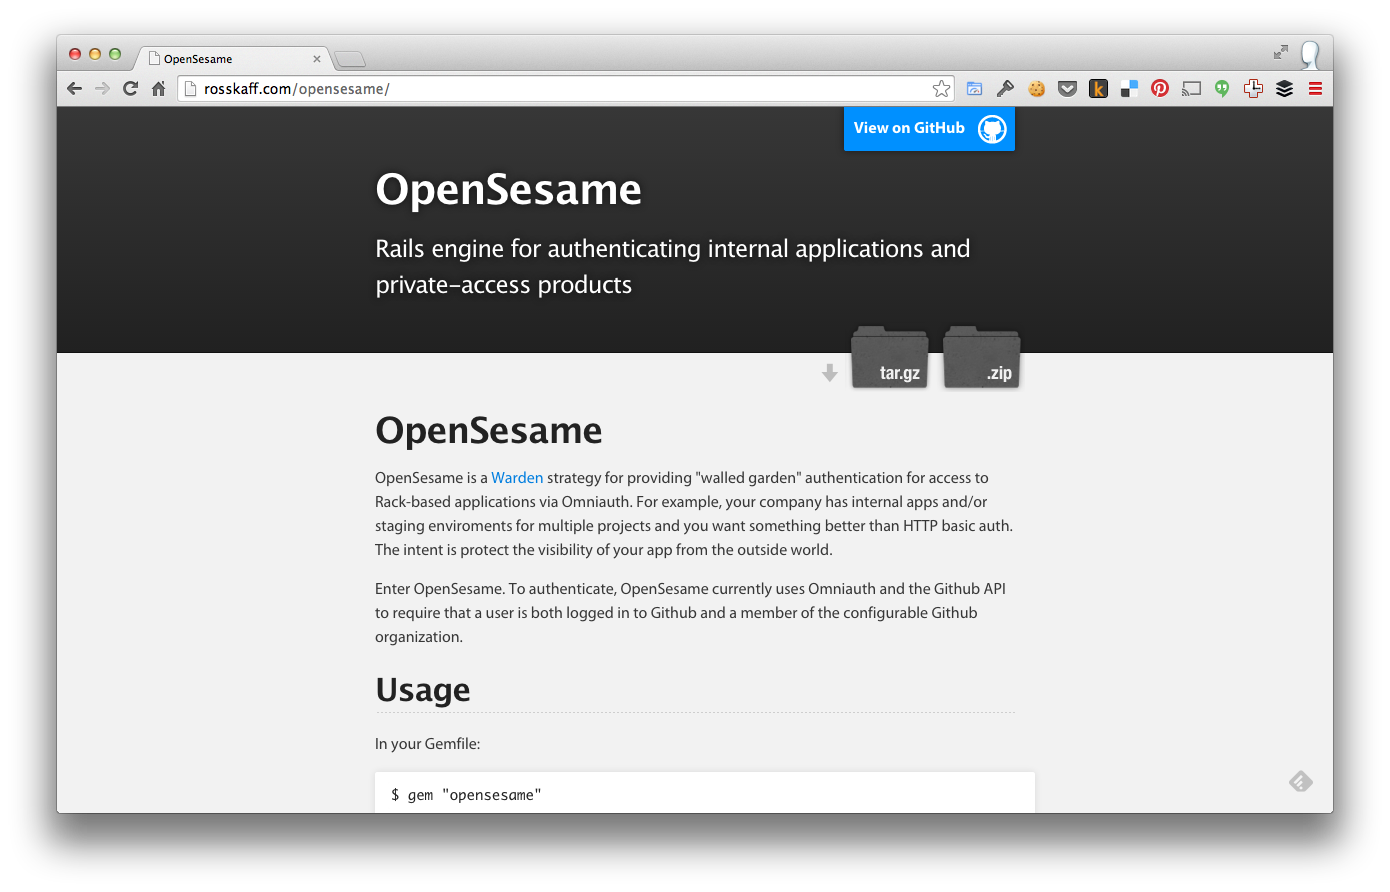 OpenSesame
rosskaff.com/opensesame/
View on GitHub
OpenSesame
Rails engine for authenticating internal applications and
private-access products
tar.gz
.zip
OpenSesame
OpenSesame is a Warden strategy for providing "walled garden" authentication for access to
Rack-based applications via Omniauth. For example, your company has internal apps and/or
staging enviroments for multiple projects and you want something better than HTTP basic auth.
The intent is protect the visibility of your app from the outside world.
Enter OpenSesame. To authenticate, OpenSesame currently uses Omniauth and the Github API
to require that a user is both logged in to Github and a member of the configurable Github
organization.
Usage
In your Gemfile:
$ gem "opensesame"